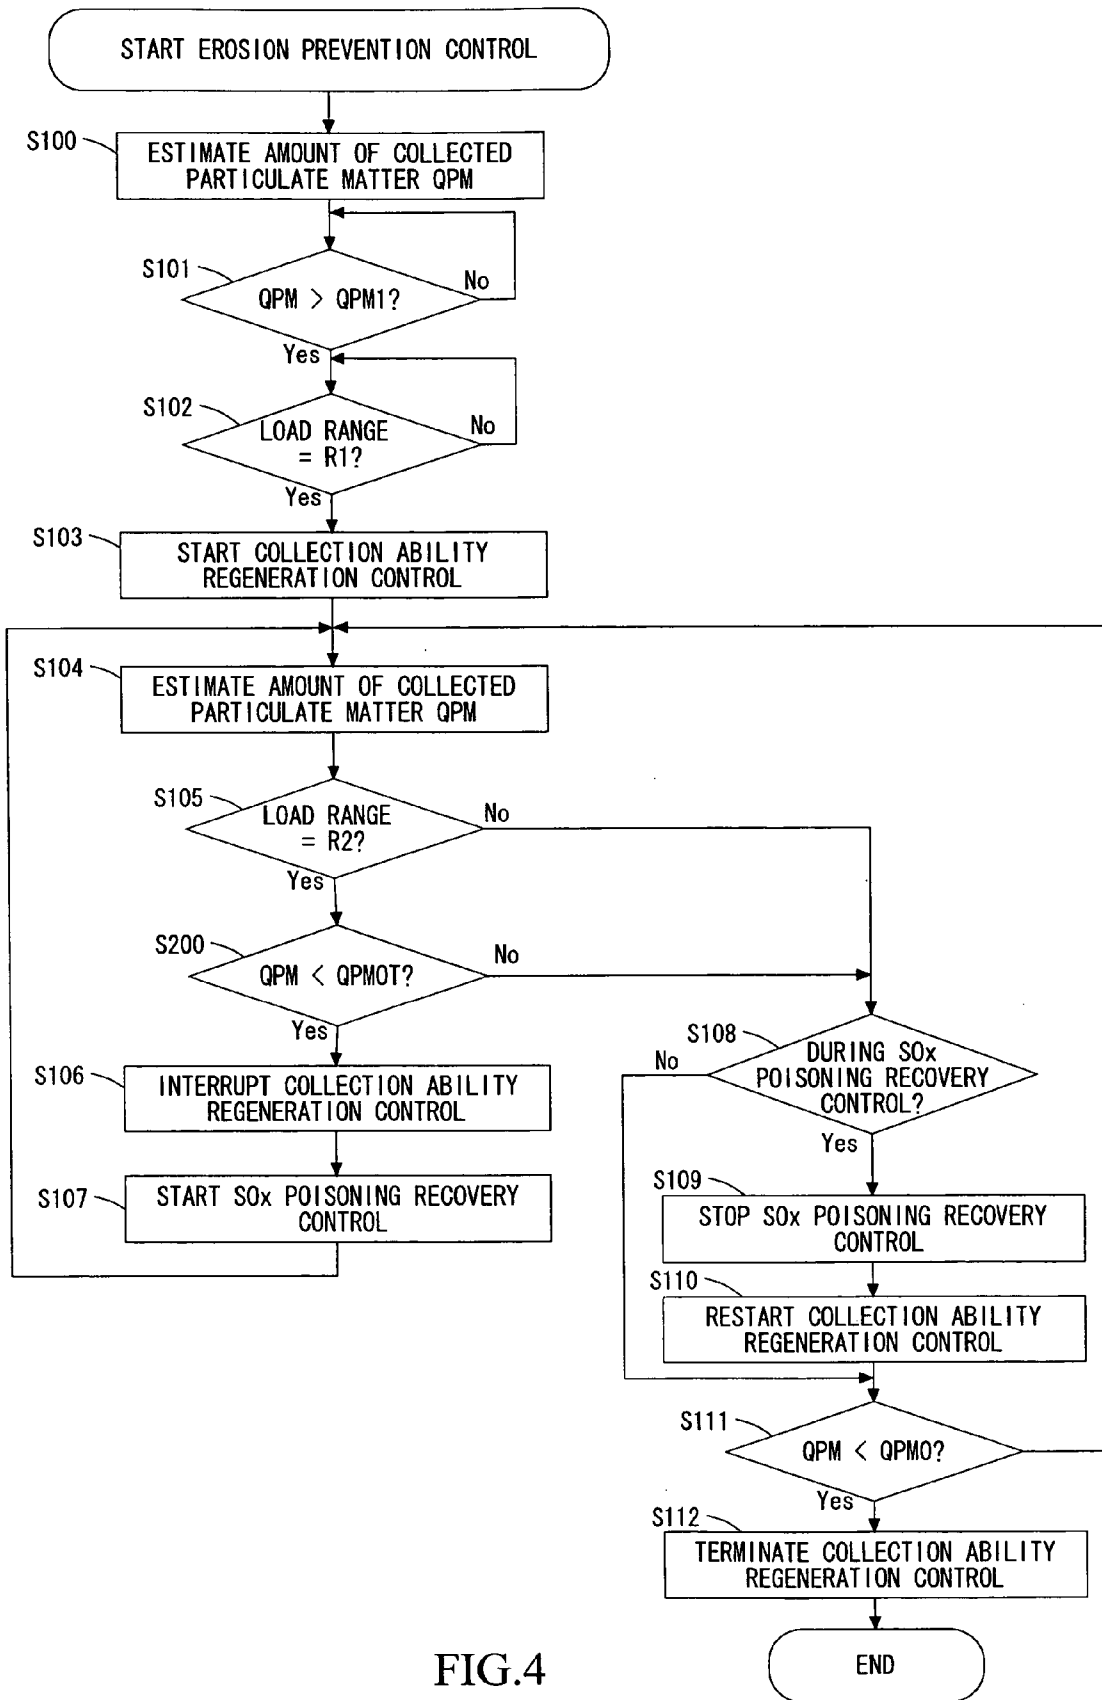 START EROSION PREVENTION CONTROL
S100
ESTIMATE AMOUNT OF COLLECTED
PARTICULATE MATTER QPM
S101
QPM > QPM1?
No
Yes
S102
LOAD RANGE
= R1?
No
Yes
S103
START COLLECTION ABILITY
REGENERATION CONTROL
S104
ESTIMATE AMOUNT OF COLLECTED
PARTICULATE MATTER QPM
S105
LOAD RANGE
= R2?
No
Yes
S200
QPM < QPM0T?
No
Yes
S106
INTERRUPT COLLECTION ABILITY
REGENERATION CONTROL
S107
START SOx POISONING RECOVERY
CONTROL
S108
DURING SOx
POISONING RECOVERY
CONTROL?
No
Yes
S109
STOP SOx POISONING RECOVERY
CONTROL
S110
RESTART COLLECTION ABILITY
REGENERATION CONTROL
S111
QPM < QPM0?
Yes
S112
TERMINATE COLLECTION ABILITY
REGENERATION CONTROL
END
FIG.4